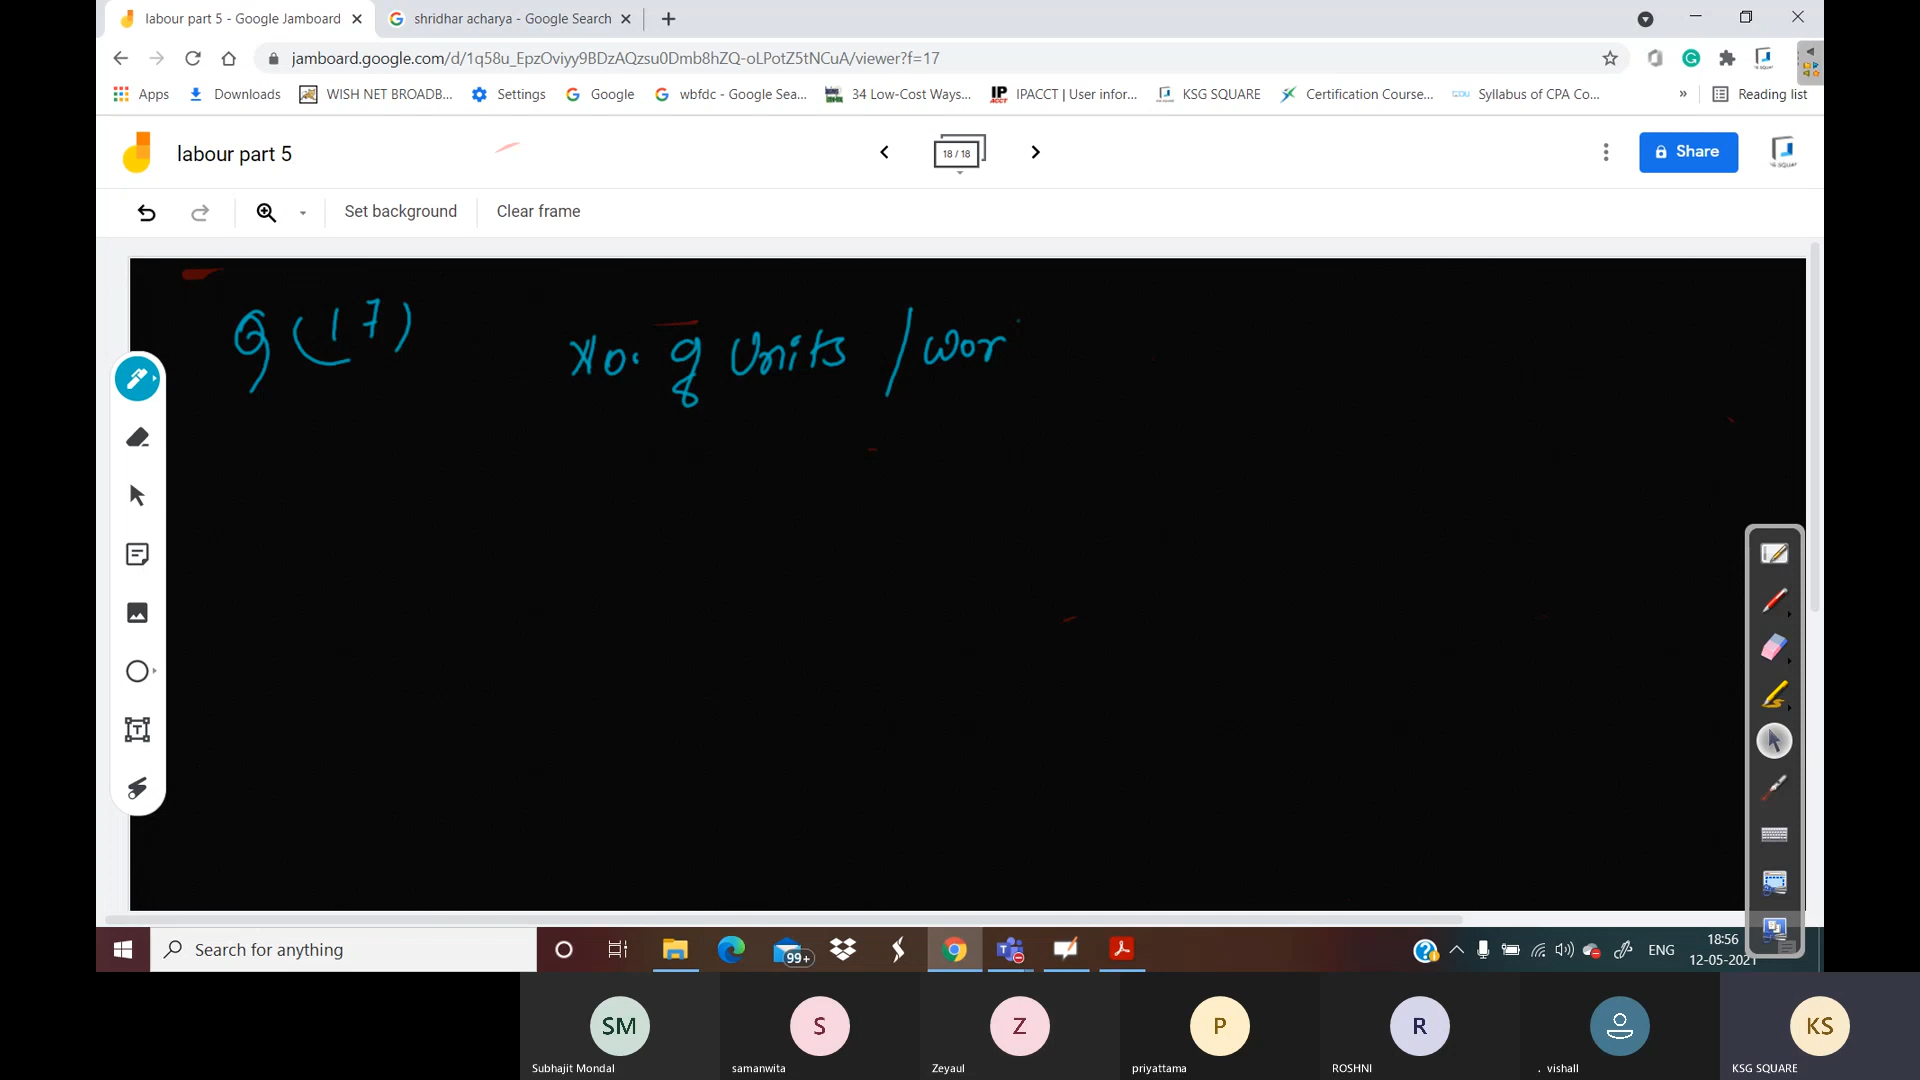 labour part 5 - Google Jamboard
shridhar acharya - Google Search
jamboard.google.com/d/1q58u_EpzOviyy9BDzAQzsu0Dmb8hZQ-oLPotZ5tNCuA/viewer?f=17
Apps Downloads WISH NET BROADB... Settings Google wbfdc - Google Sea... 34 Low-Cost Ways... IPACCT | User infor... KSG SQUARE Certification Course... Syllabus of CPA Co... » Reading list
labour part 5
18 / 18
Share
Set background Clear frame
Q (17) No. of Units / Wor
Search for anything
99+
ENG
18:56
12-05-2021
SM S Z P R KS
Subhajit Mondal samanwita Zeyaul priyattama ROSHNI . vishall KSG SQUARE